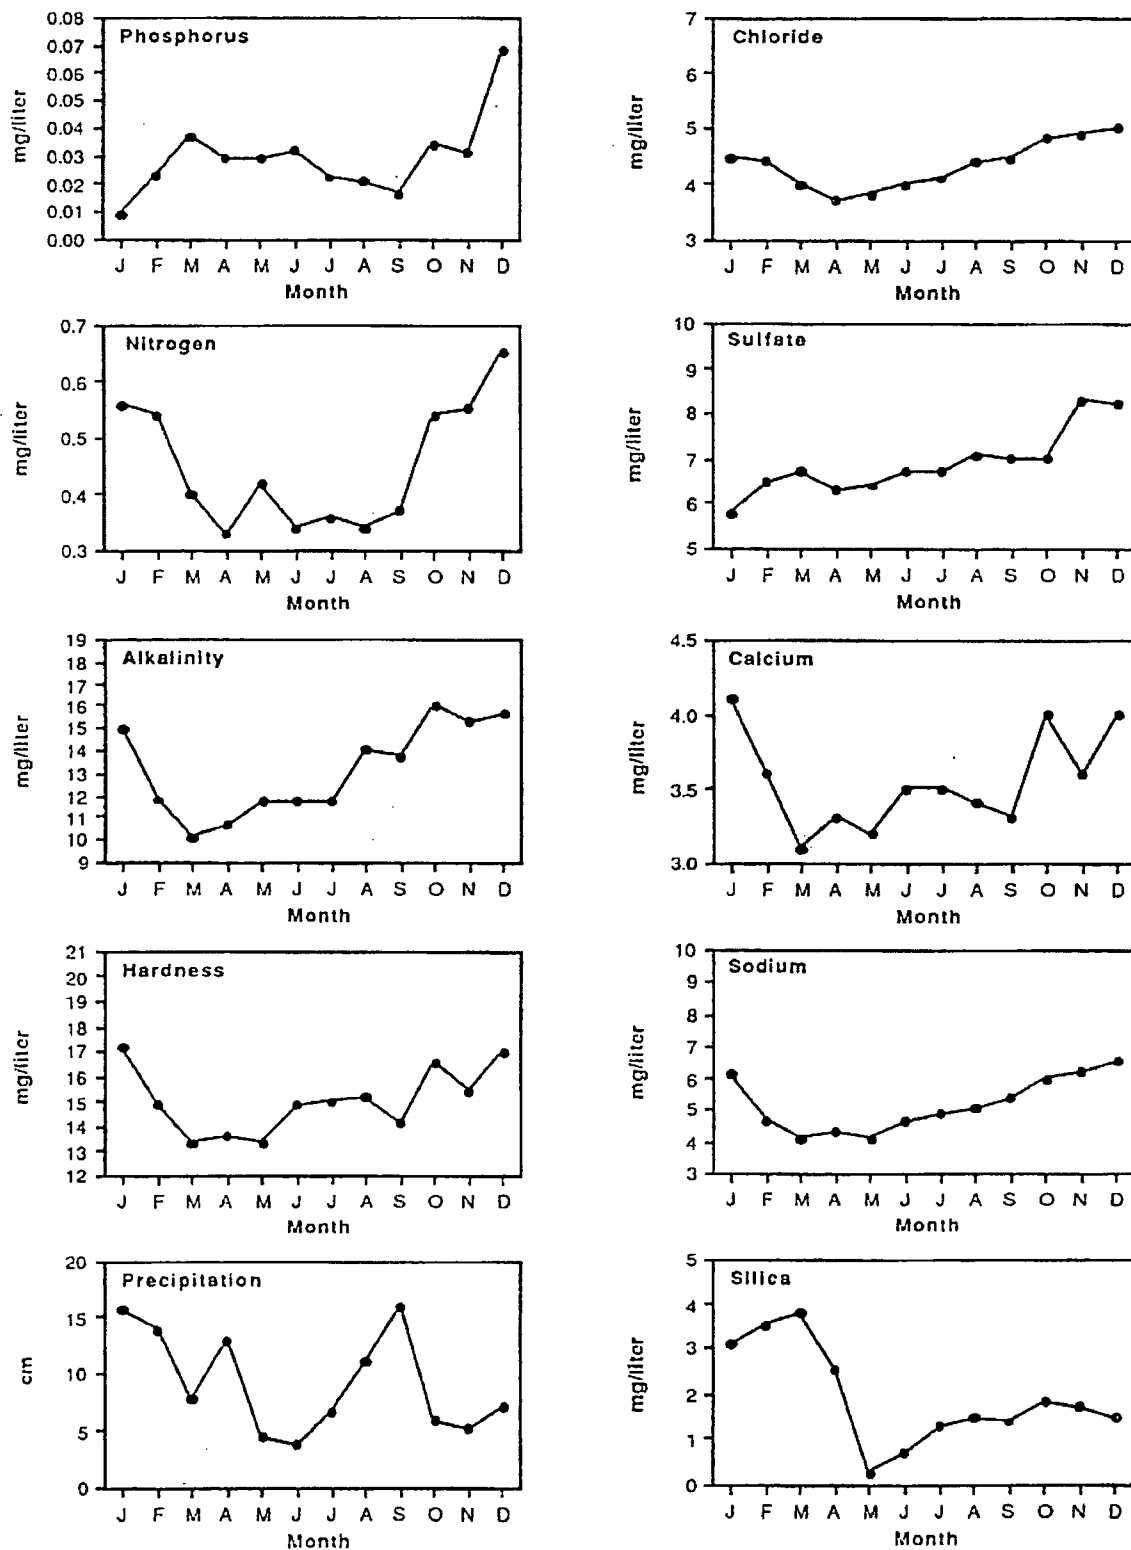 Phosphorus
mg/liter
0.08
0.07
0.06
0.05
0.04
0.03
0.02
0.01
0.00
J F M A M J J A S O N D
Month
Chloride
mg/liter
7
6
5
4
3
J F M A M J J A S O N D
Month
Nitrogen
mg/liter
0.7
0.6
0.5
0.4
0.3
J F M A M J J A S O N D
Month
Sulfate
mg/liter
10
9
8
7
6
5
J F M A M J J A S O N D
Month
Alkalinity
mg/liter
19
18
17
16
15
14
13
12
11
10
9
J F M A M J J A S O N D
Month
Calcium
mg/liter
4.5
4.0
3.5
3.0
J F M A M J J A S O N D
Month
Hardness
mg/liter
21
20
19
18
17
16
15
14
13
12
J F M A M J J A S O N D
Month
Sodium
mg/liter
10
9
8
7
6
5
4
3
J F M A M J J A S O N D
Month
Precipitation
cm
20
15
10
5
0
J F M A M J J A S O N D
Month
Silica
mg/liter
5
4
3
2
1
0
J F M A M J J A S O N D
Month